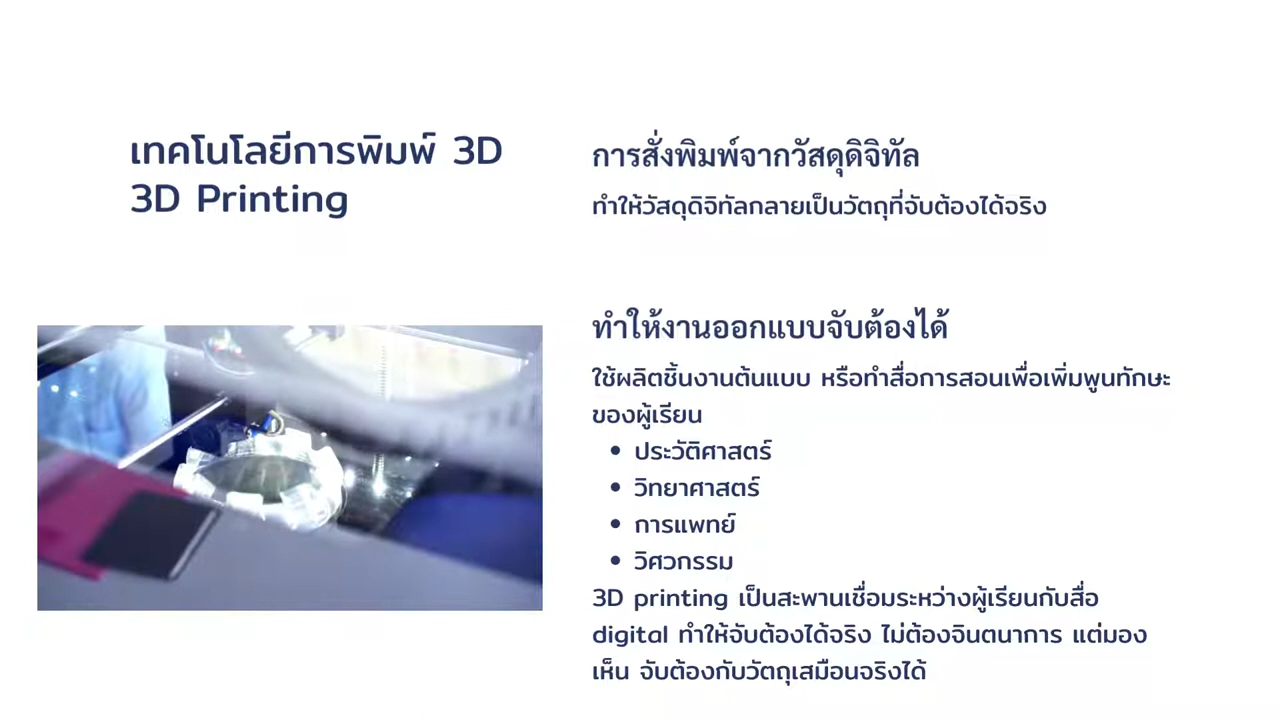 เทคโนโลยีการพิมพ์ 3D
3D Printing
การสั่งพิมพ์จากวัสดุดิจิทัล
ทำให้วัสดุดิจิทัลกลายเป็นวัตถุที่จับต้องได้จริง
ทำให้งานออกแบบจับต้องได้
ใช้ผลิตชิ้นงานต้นแบบ หรือทำสื่อการสอนเพื่อเพิ่มพูนทักษะ
ของผู้เรียน
• ประวัติศาสตร์
• วิทยาศาสตร์
• การแพทย์
• วิศวกรรม
3D printing เป็นสะพานเชื่อมระหว่างผู้เรียนกับสื่อ
digital ทำให้จับต้องได้จริง ไม่ต้องจินตนาการ แต่มอง
เห็น จับต้องกับวัตถุเสมือนจริงได้